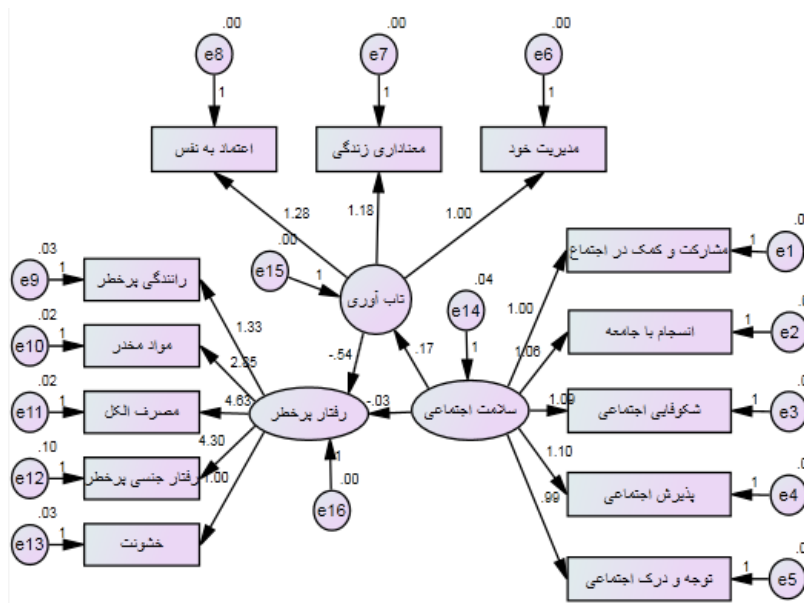 .00
.00
.00
e8
e7
e6
1
1
1
اعتماد به نفس
معناداری زندگی
مدیریت خود
1.28
1.18
1.00
.00
e15
1
تاب آوری
.04
e14
1
.03
e9
1
رانندگی پرخطر
.02
e10
1
مواد مخدر
.02
e11
1
مصرف الکل
.10
e12
1
رفتار جنسی پرخطر
.03
e13
1
خشونت
1.33
2.85
4.63
4.30
1.00
-.54
.17
-.03
رفتار پرخطر
سلامت اجتماعی
1
.00
e16
1.00
1.06
1.09
1.10
.99
مشارکت و کمک در اجتماع
1
e1
انسجام با جامعه
1
e2
شکوفایی اجتماعی
1
e3
پذیرش اجتماعی
1
e4
توجه و درک اجتماعی
1
e5